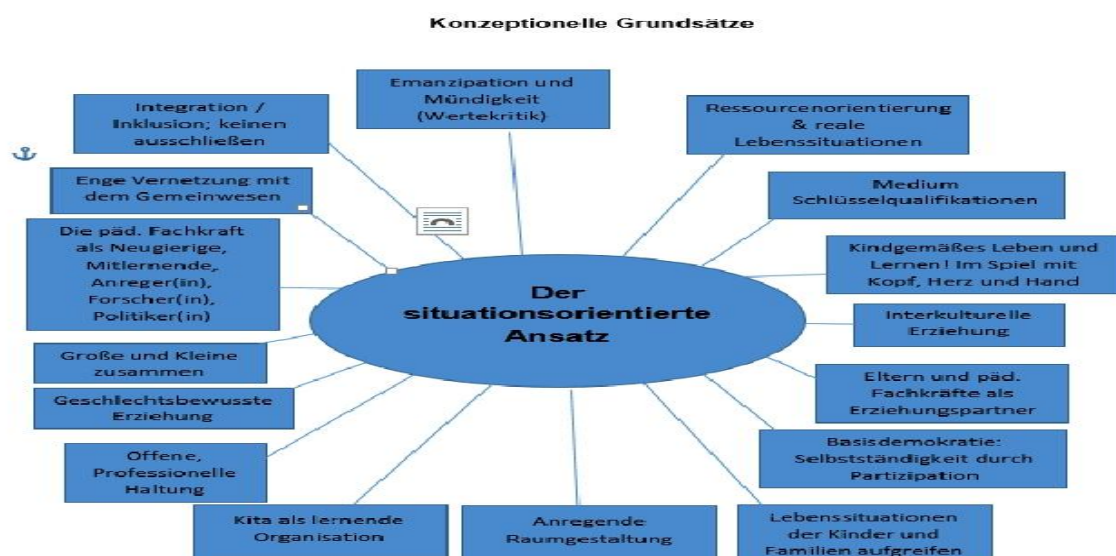 Konzeptionelle Grundsätze
Emanzipation und
Mündigkeit
(Wertekritik)
Integration /
Inklusion; keinen
ausschließen
Ressourcenorientierung
& reale
Lebenssituationen
Enge Vernetzung mit
dem Gemeinwesen
Medium
Schlüsselqualifikationen
Die päd. Fachkraft
als Neugierige,
Mitlernende,
Anreger(in),
Forscher(in),
Politiker(in)
Kindgemäßes Leben und
Lernen! Im Spiel mit
Kopf, Herz und Hand
Der
situationsorientierte
Ansatz
Interkulturelle
Erziehung
Große und Kleine
zusammen
Eltern und päd.
Fachkräfte als
Erziehungspartner
Geschlechtsbewusste
Erziehung
Basisdemokratie:
Selbstständigkeit durch
Partizipation
Offene,
Professionelle
Haltung
Kita als lernende
Organisation
Anregende
Raumgestaltung
Lebenssituationen
der Kinder und
Familien aufgreifen